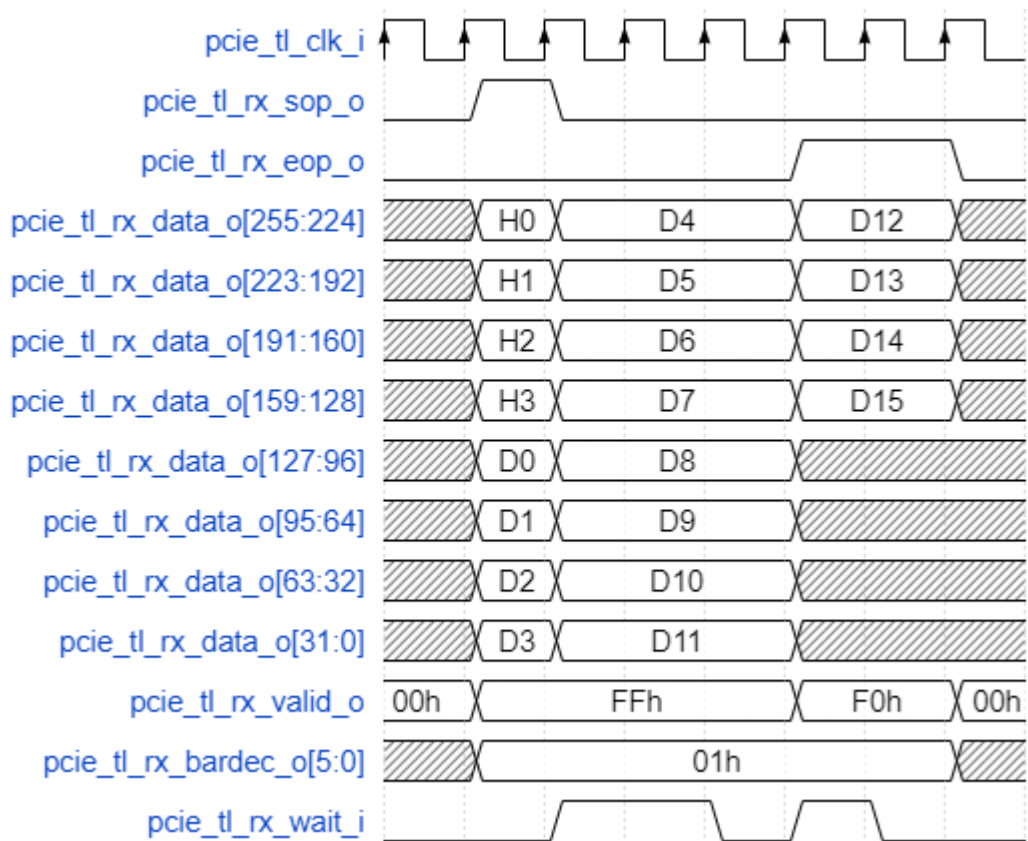 pcie_tl_clk_i
pcie_tl_rx_sop_o
pcie_tl_rx_eop_o
pcie_tl_rx_data_o[255:224] H0 D4 D12
pcie_tl_rx_data_o[223:192] H1 D5 D13
pcie_tl_rx_data_o[191:160] H2 D6 D14
pcie_tl_rx_data_o[159:128] H3 D7 D15
pcie_tl_rx_data_o[127:96] D0 D8
pcie_tl_rx_data_o[95:64] D1 D9
pcie_tl_rx_data_o[63:32] D2 D10
pcie_tl_rx_data_o[31:0] D3 D11
pcie_tl_rx_valid_o 00h FFh F0h 00h
pcie_tl_rx_bardec_o[5:0] 01h
pcie_tl_rx_wait_i